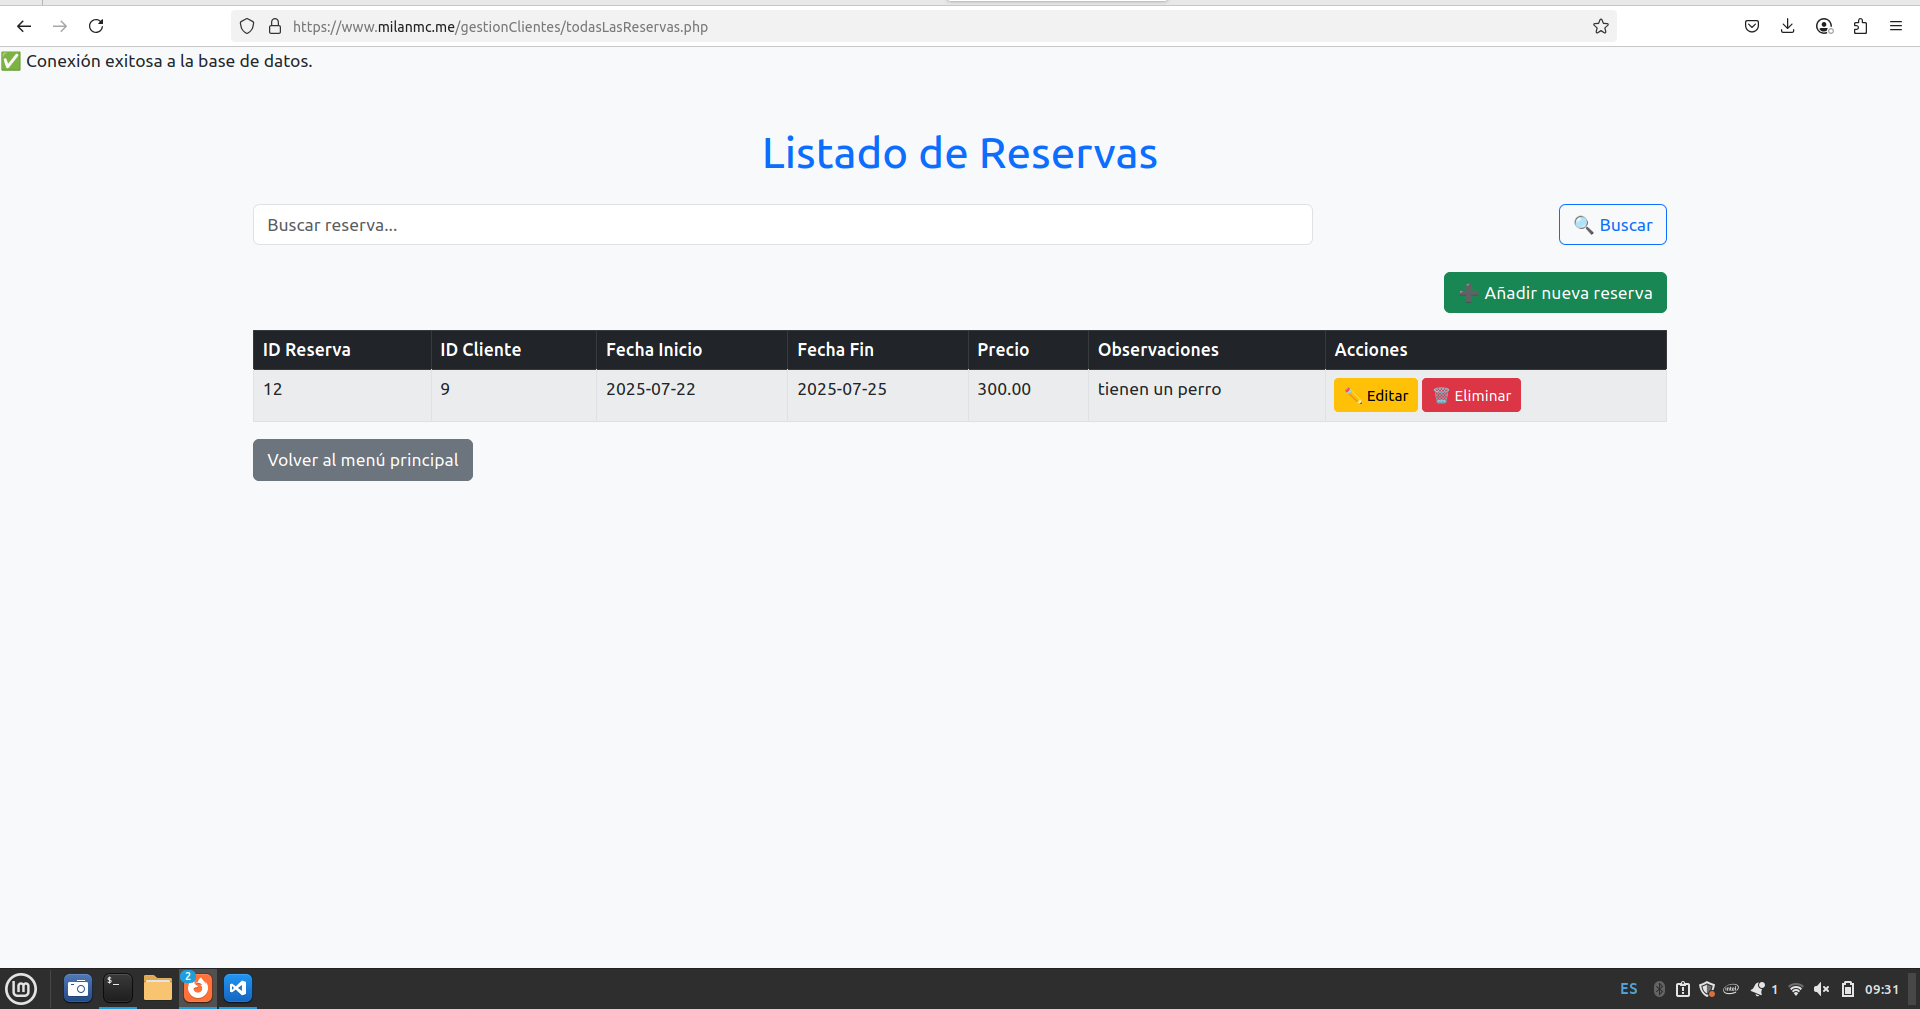 https://www.milanmc.me/gestionClientes/todasLasReservas.php
✅ Conexión exitosa a la base de datos.
Listado de Reservas
Buscar reserva...
🔍 Buscar
➕ Añadir nueva reserva
ID Reserva ID Cliente Fecha Inicio Fecha Fin Precio Observaciones Acciones
12 9 2025-07-22 2025-07-25 300.00 tienen un perro ✏️ Editar 🗑️ Eliminar
Volver al menú principal
$_ 2 ES intel 1 09:31